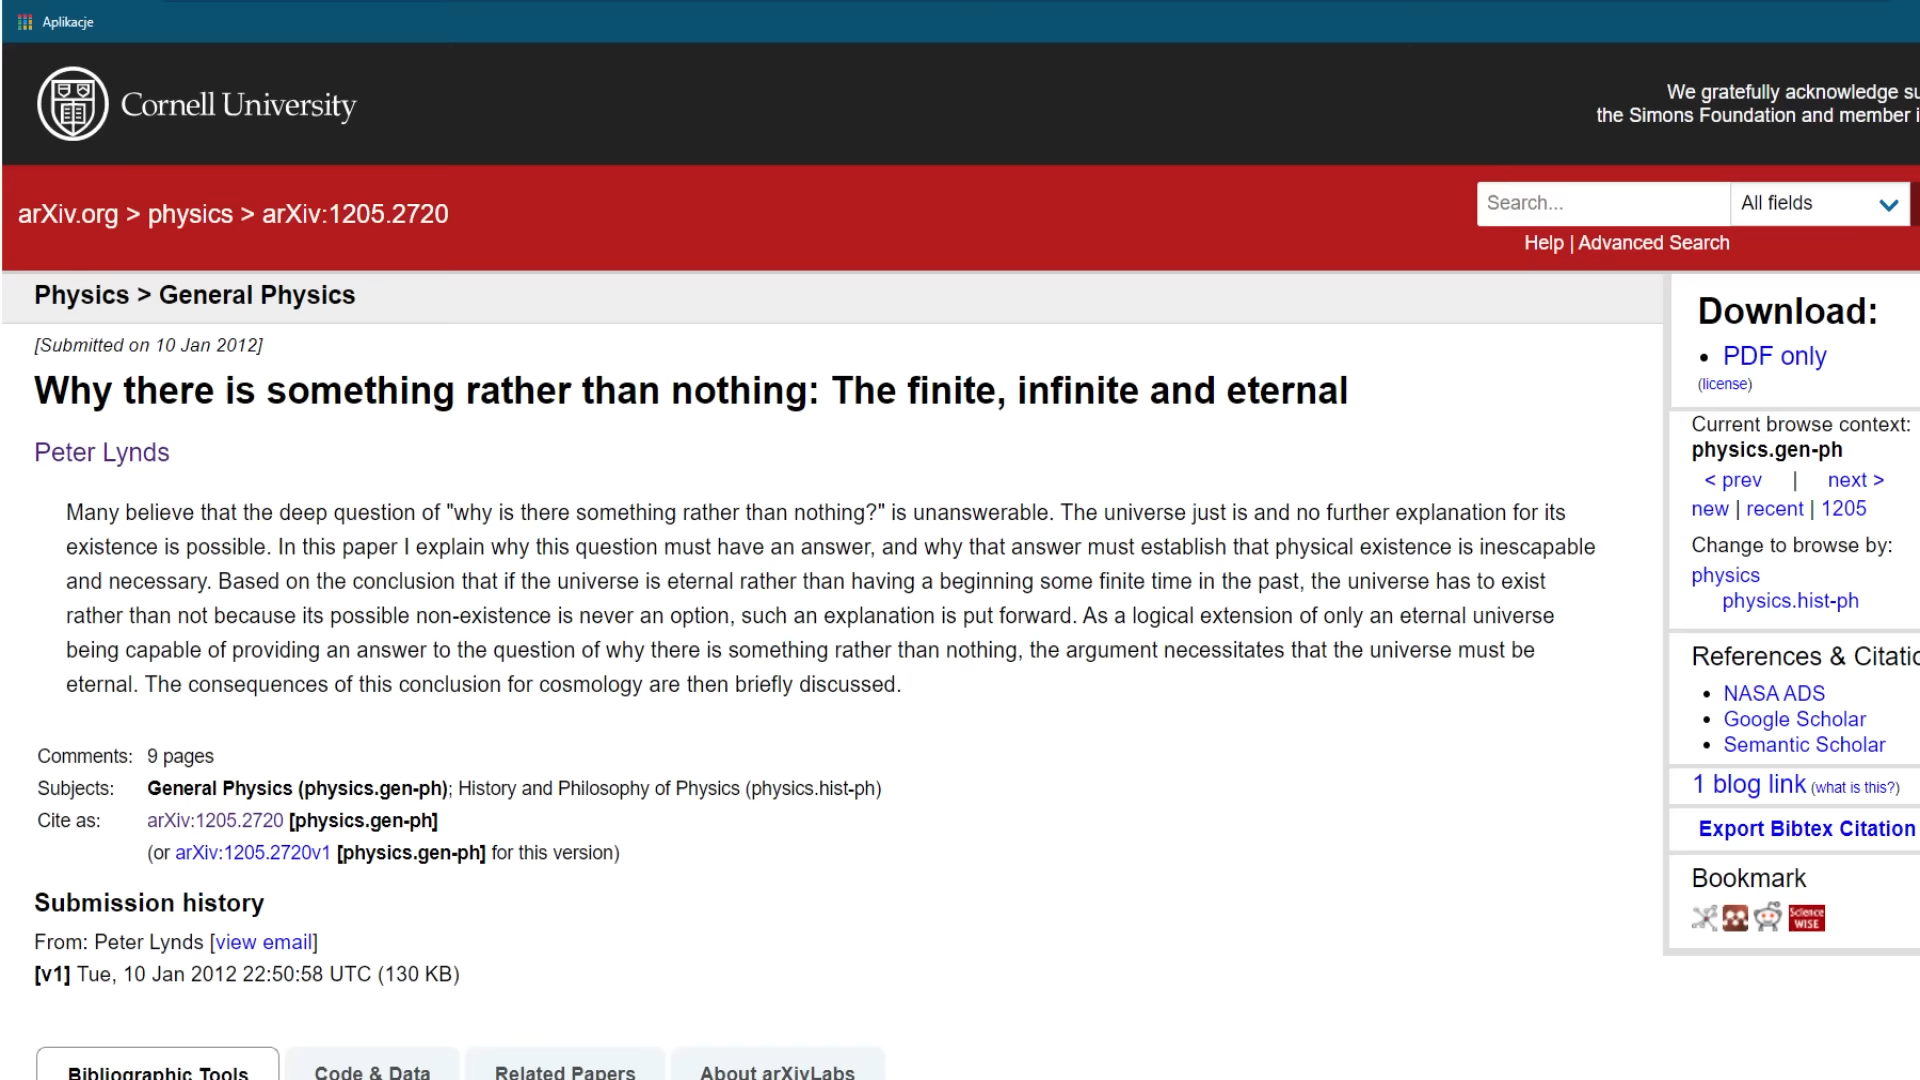 Aplikacje
Cornell University
We gratefully acknowledge su
the Simons Foundation and member i
arXiv.org > physics > arXiv:1205.2720
Search...
All fields
Help | Advanced Search
Physics > General Physics
[Submitted on 10 Jan 2012]
Why there is something rather than nothing: The finite, infinite and eternal
Peter Lynds
Many believe that the deep question of "why is there something rather than nothing?" is unanswerable. The universe just is and no further explanation for its
existence is possible. In this paper I explain why this question must have an answer, and why that answer must establish that physical existence is inescapable
and necessary. Based on the conclusion that if the universe is eternal rather than having a beginning some finite time in the past, the universe has to exist
rather than not because its possible non-existence is never an option, such an explanation is put forward. As a logical extension of only an eternal universe
being capable of providing an answer to the question of why there is something rather than nothing, the argument necessitates that the universe must be
eternal. The consequences of this conclusion for cosmology are then briefly discussed.
Comments: 9 pages
Subjects: General Physics (physics.gen-ph); History and Philosophy of Physics (physics.hist-ph)
Cite as: arXiv:1205.2720 [physics.gen-ph]
(or arXiv:1205.2720v1 [physics.gen-ph] for this version)
Submission history
From: Peter Lynds [view email]
[v1] Tue, 10 Jan 2012 22:50:58 UTC (130 KB)
Bibliographic Tools
Code & Data
Related Papers
About arXivLabs
Download:
PDF only
(license)
Current browse context:
physics.gen-ph
< prev | next >
new | recent | 1205
Change to browse by:
physics
physics.hist-ph
References & Citatio
NASA ADS
Google Scholar
Semantic Scholar
1 blog link (what is this?)
Export Bibtex Citation
Bookmark
Science
WISE